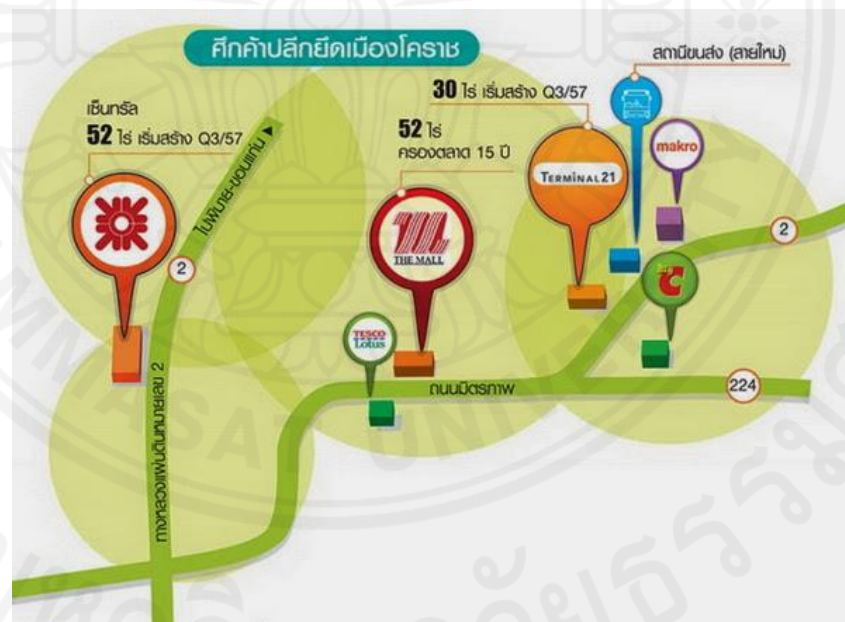 ศึกค้าปลีกยึดเมืองโคราช
สถานีขนส่ง (สายใหม่)
เซ็นทรัล
52 ไร่ เริ่มสร้าง Q3/57
30 ไร่ เริ่มสร้าง Q3/57
52 ไร่
ครองตลาด 15 ปี
makro
TERMINAL 21
ไปพิมาย-ขอนแก่น
THE MALL
2
2
C
TESCO
Lotus
ถนนมิตรภาพ
224
ทางหลวงแผ่นดินหมายเลข 2